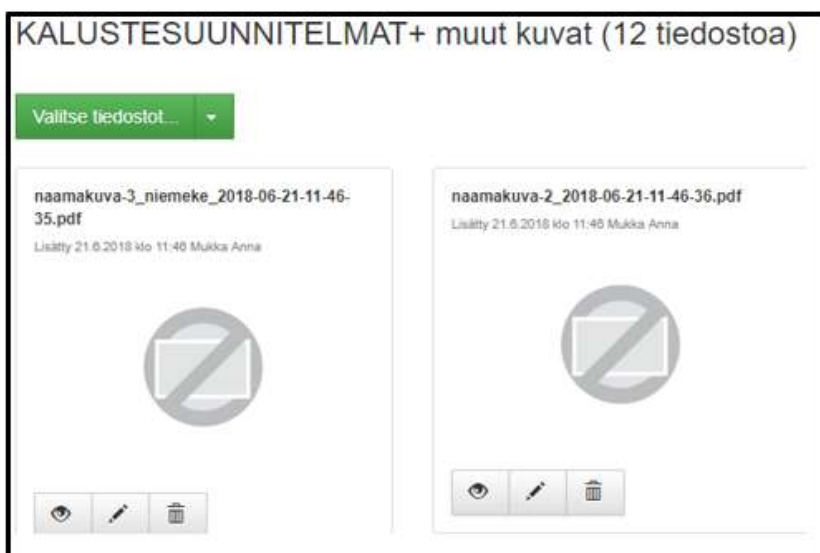 KALUSTESUUNNITELMAT+ muut kuvat (12 tiedostoa)
Valitse tiedostot...
naamakuva-3_niemeke_2018-06-21-11-46-
35.pdf
Lisätty 21.6.2018 klo 11:46 Mukka Anna
naamakuva-2_2018-06-21-11-46-36.pdf
Lisätty 21.6.2018 klo 11:46 Mukka Anna